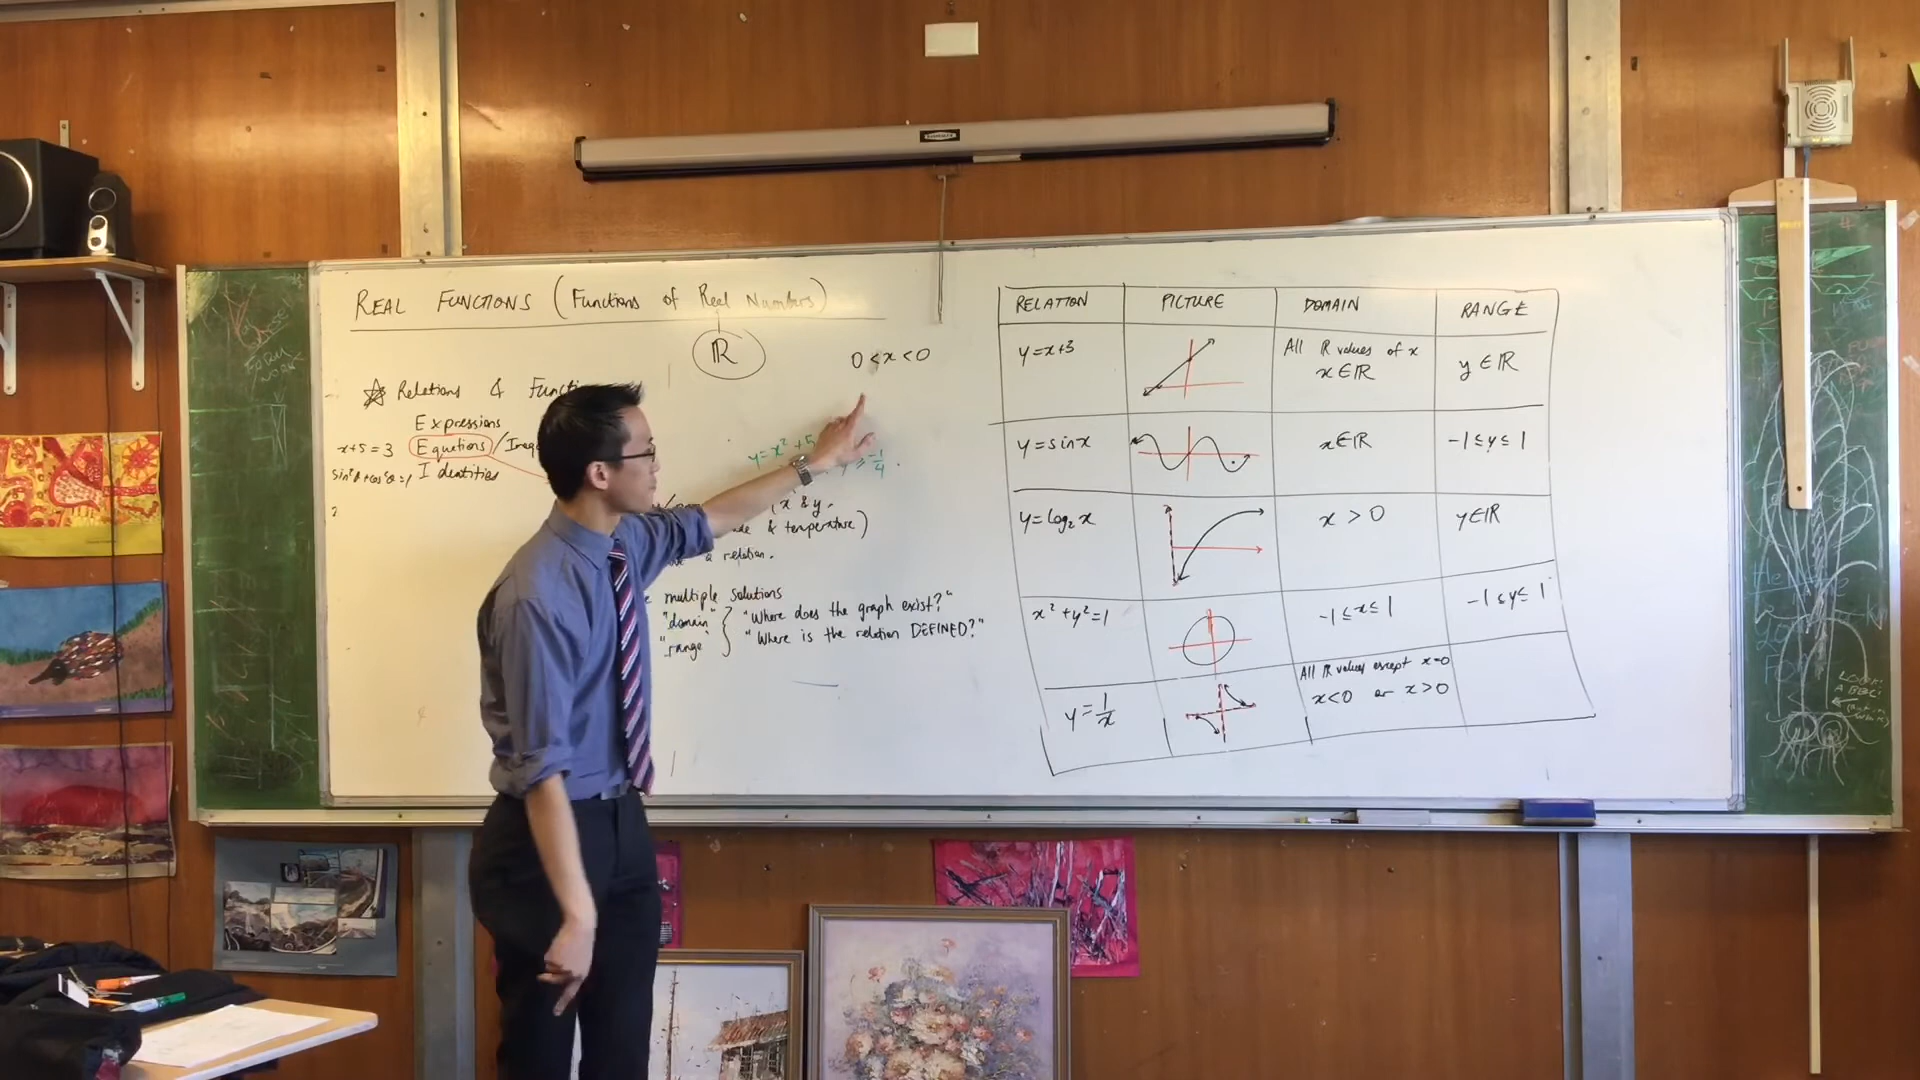 REAL FUNCTIONS (Functions of Real Numbers)
ℝ
0 < x < 0
Relations & Functi
Expressions
x+5=3 Equations / Ineq
sin²θ+cos²θ=1 Identities
y=x²+5
y ≥ -1/4
x & y.
& temperature)
a relation.
multiple solutions
"domain" } "Where does the graph exist?"
"range" } "Where is the relation DEFINED?"
RELATION PICTURE DOMAIN RANGE
y=x+3 All ℝ values of x
x∈ℝ y∈ℝ
y=sinx x∈ℝ -1≤y≤1
y=log₂x x>0 y∈ℝ
x²+y²=1 -1≤x≤1 -1≤y≤1
y=1/x All ℝ values except x=0
x<0 or x>0